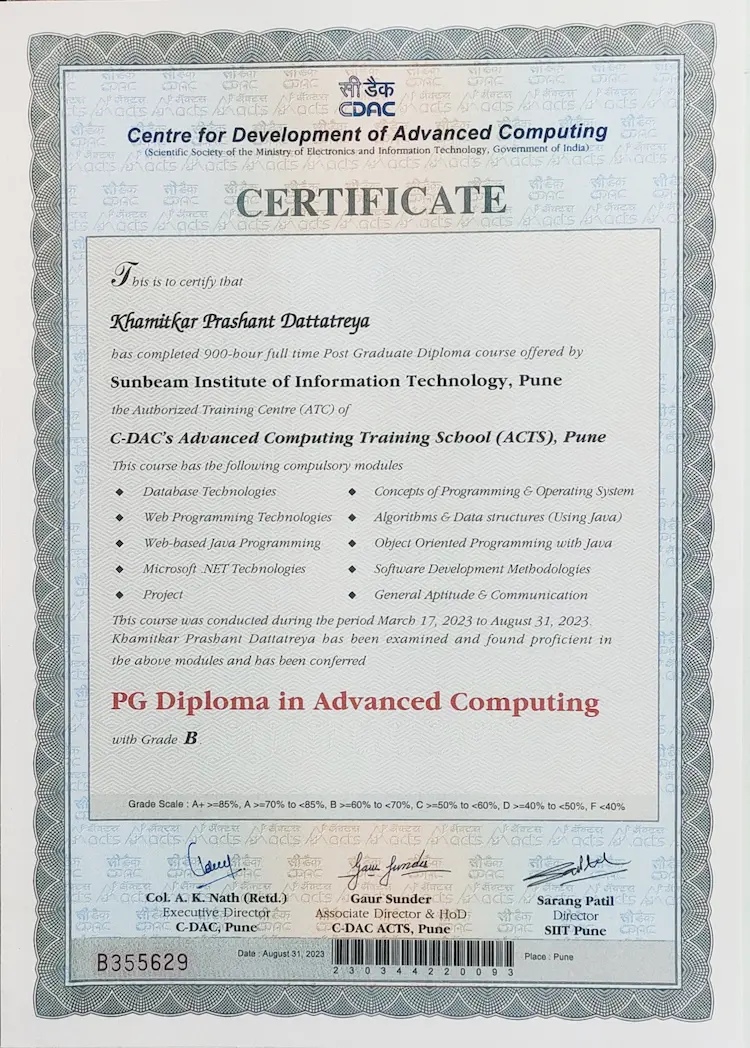 सी डैक
CDAC
Centre for Development of Advanced Computing
(Scientific Society of the Ministry of Electronics and Information Technology, Government of India)
CERTIFICATE
This is to certify that
Khamitkar Prashant Dattatreya
has completed 900-hour full time Post Graduate Diploma course offered by
Sunbeam Institute of Information Technology, Pune
the Authorized Training Centre (ATC) of
C-DAC's Advanced Computing Training School (ACTS), Pune
This course has the following compulsory modules
◆ Database Technologies ◆ Concepts of Programming & Operating System
◆ Web Programming Technologies ◆ Algorithms & Data structures (Using Java)
◆ Web-based Java Programming ◆ Object Oriented Programming with Java
◆ Microsoft .NET Technologies ◆ Software Development Methodologies
◆ Project ◆ General Aptitude & Communication
This course was conducted during the period March 17, 2023 to August 31, 2023.
Khamitkar Prashant Dattatreya has been examined and found proficient in
the above modules and has been conferred
PG Diploma in Advanced Computing
with Grade B.
Grade Scale : A+ >=85%, A >=70% to <85%, B >=60% to <70%, C >=50% to <60%, D >=40% to <50%, F <40%
Gaur Sunder
Col. A. K. Nath (Retd.)
Executive Director
C-DAC, Pune
Gaur Sunder
Associate Director & HoD
C-DAC ACTS, Pune
Sarang Patil
Director
SIIT Pune
B355629
Date : August 31, 2023
230344220093
Place : Pune